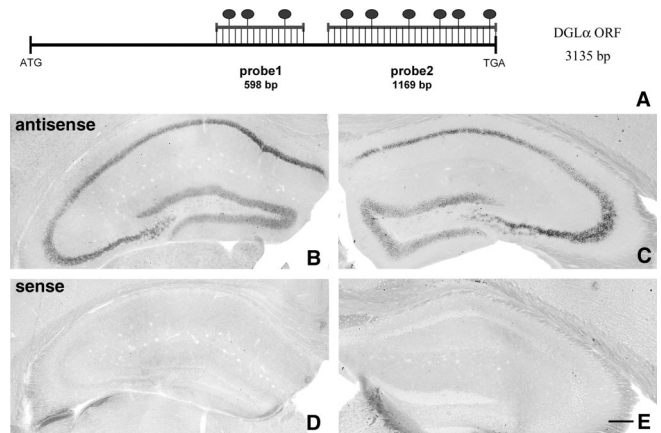 ATG
probe1
598 bp
probe2
1169 bp
TGA
DGLα ORF
3135 bp
A
antisense
B
C
sense
D
E